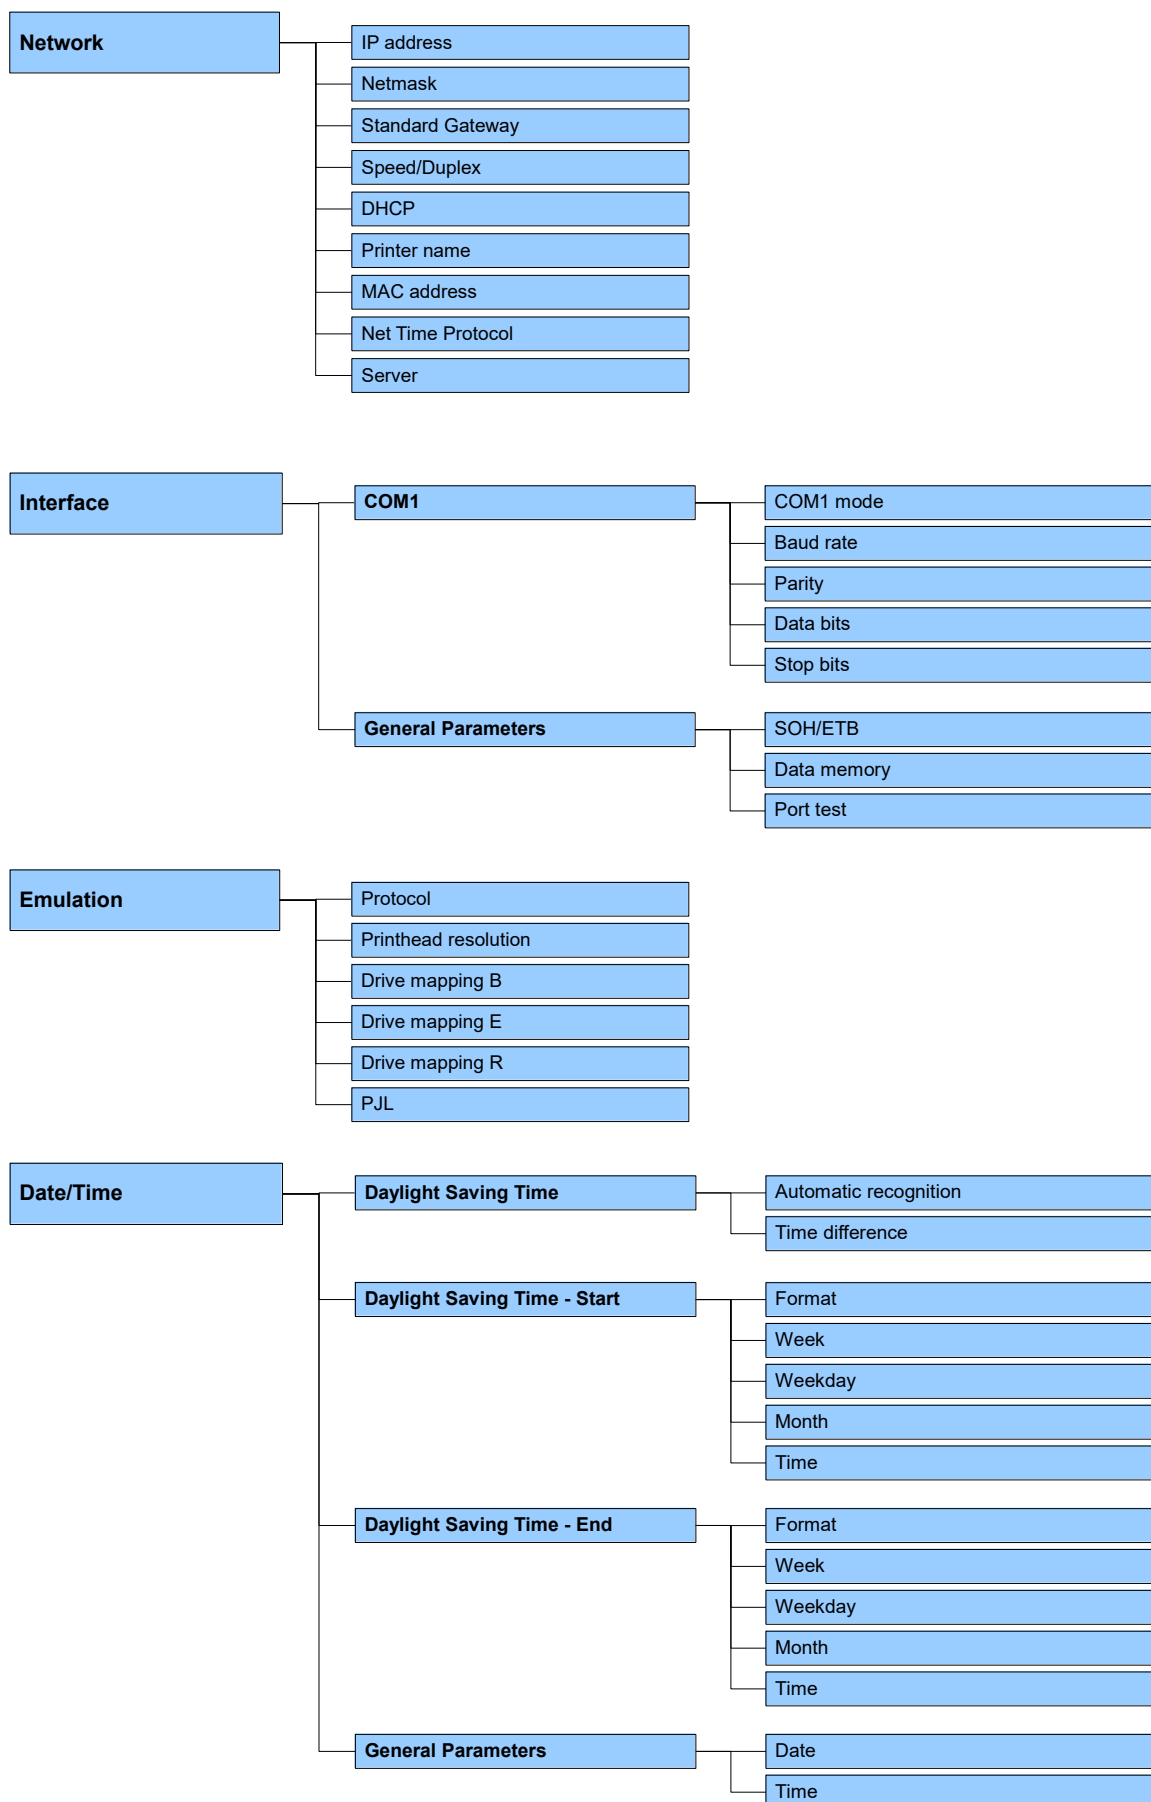 Network
IP address
Netmask
Standard Gateway
Speed/Duplex
DHCP
Printer name
MAC address
Net Time Protocol
Server
Interface
COM1
COM1 mode
Baud rate
Parity
Data bits
Stop bits
General Parameters
SOH/ETB
Data memory
Port test
Emulation
Protocol
Printhead resolution
Drive mapping B
Drive mapping E
Drive mapping R
PJL
Date/Time
Daylight Saving Time
Automatic recognition
Time difference
Daylight Saving Time - Start
Format
Week
Weekday
Month
Time
Daylight Saving Time - End
Format
Week
Weekday
Month
Time
General Parameters
Date
Time